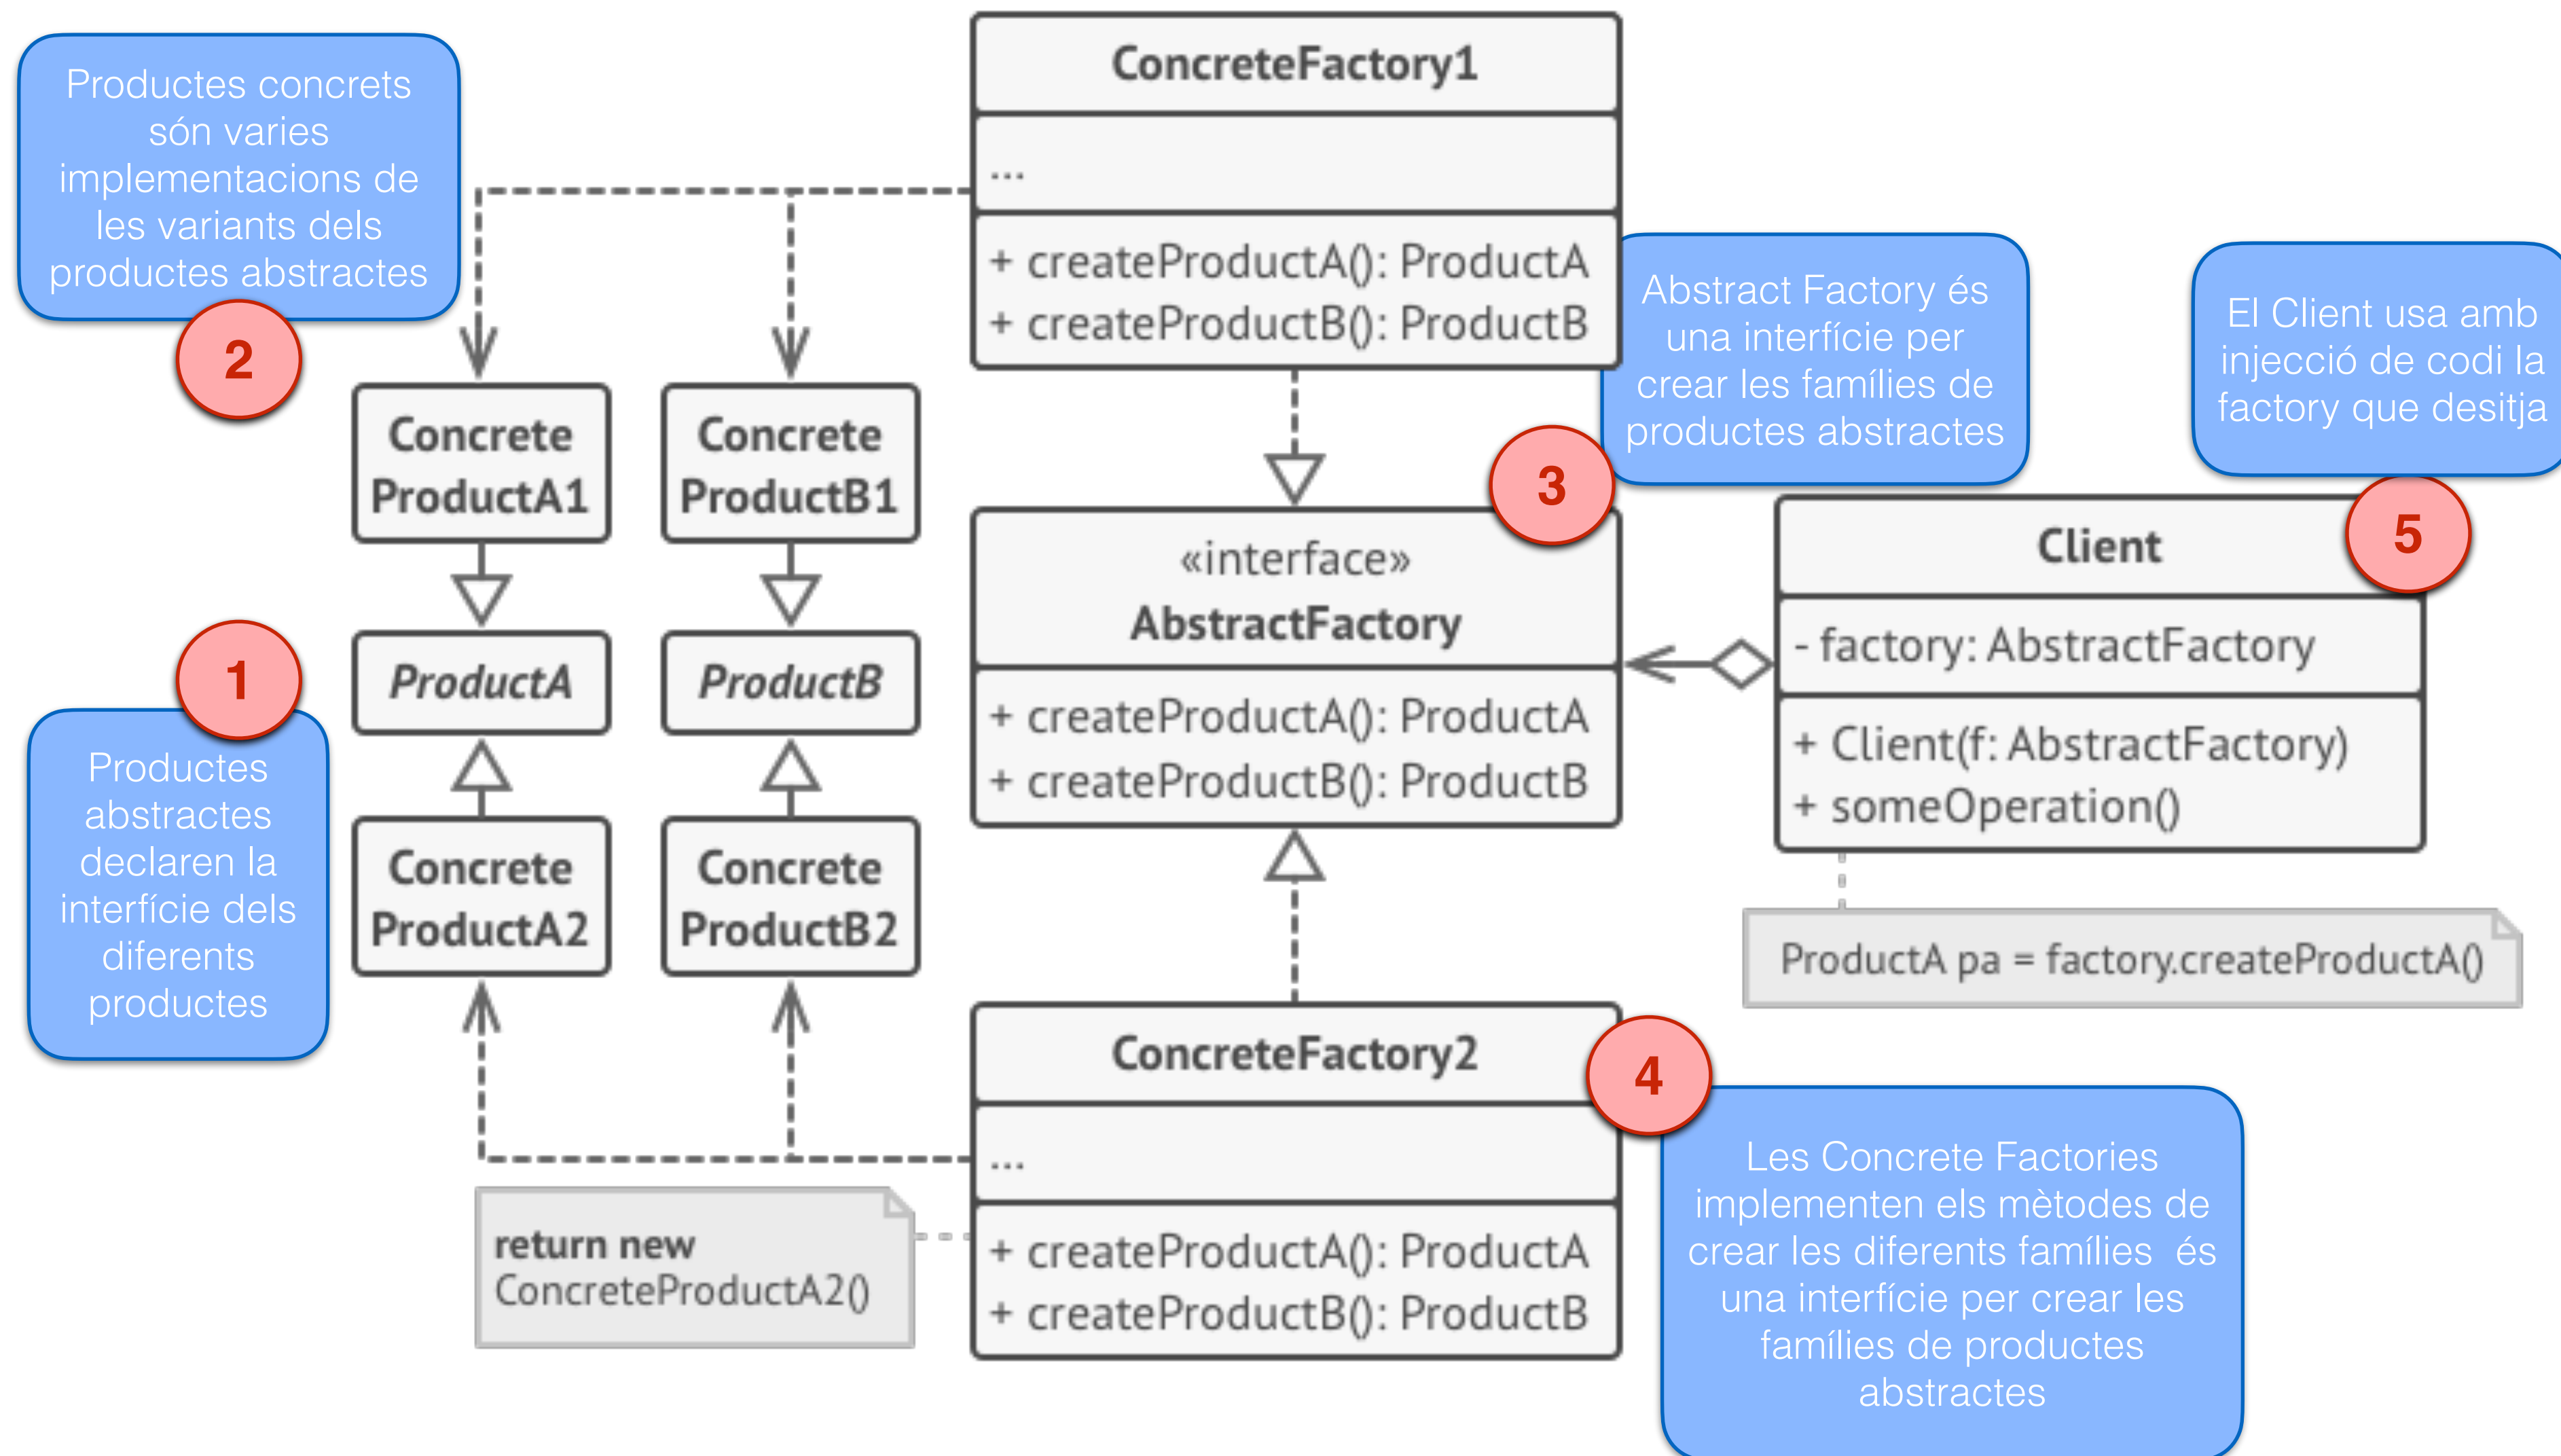 Productes concrets
són varies
implementacions de
les variants dels
productes abstractes
2
ConcreteFactory1
...
+ createProductA(): ProductA
+ createProductB(): ProductB
Abstract Factory és
una interfície per
crear les famílies de
productes abstractes
3
El Client usa amb
injecció de codi la
factory que desitja
5
Concrete
ProductA1
Concrete
ProductB1
«interface»
AbstractFactory
+ createProductA(): ProductA
+ createProductB(): ProductB
Client
- factory: AbstractFactory
+ Client(f: AbstractFactory)
+ someOperation()
ProductA pa = factory.createProductA()
1
Productes
abstractes
declaren la
interfície dels
diferents
productes
ProductA
ProductB
Concrete
ProductA2
Concrete
ProductB2
ConcreteFactory2
...
+ createProductA(): ProductA
+ createProductB(): ProductB
return new
ConcreteProductA2()
4
Les Concrete Factories
implementen els mètodes de
crear les diferents famílies  és
una interfície per crear les
famílies de productes
abstractes